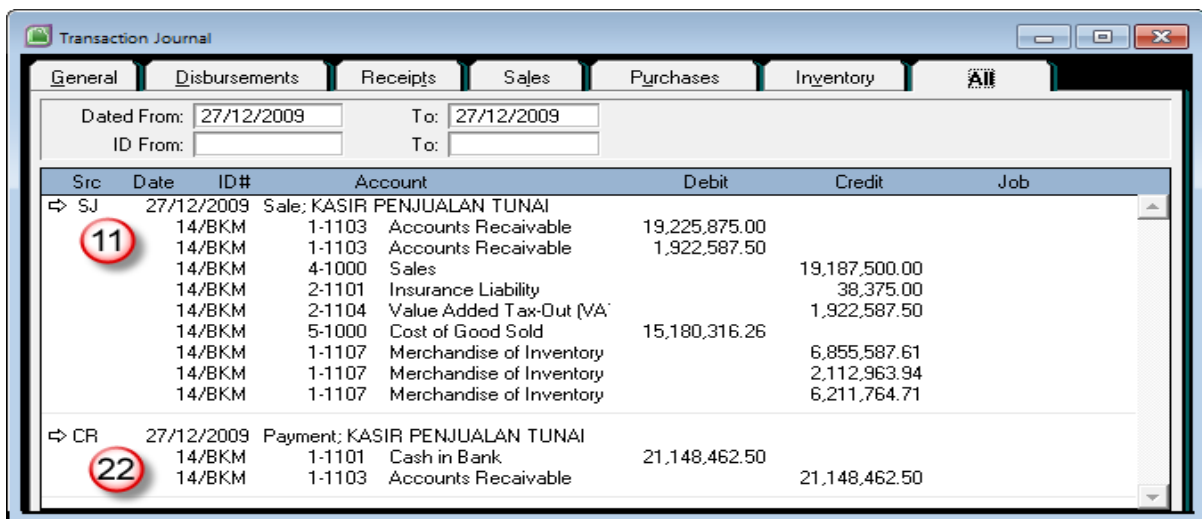 Transaction Journal
General Disbursements Receipts Sales Purchases Inventory All
Dated From: 27/12/2009 To: 27/12/2009
ID From: To:
Src Date ID# Account Debit Credit Job
SJ 27/12/2009 Sale; KASIR PENJUALAN TUNAI
11
14/BKM 1-1103 Accounts Recaivable 19,225,875.00
14/BKM 1-1103 Accounts Recaivable 1,922,587.50
14/BKM 4-1000 Sales 19,187,500.00
14/BKM 2-1101 Insurance Liability 38,375.00
14/BKM 2-1104 Value Added Tax-Out (VA 1,922,587.50
14/BKM 5-1000 Cost of Good Sold 15,180,316.26
14/BKM 1-1107 Merchandise of Inventory 6,855,587.61
14/BKM 1-1107 Merchandise of Inventory 2,112,963.94
14/BKM 1-1107 Merchandise of Inventory 6,211,764.71
CR 27/12/2009 Payment; KASIR PENJUALAN TUNAI
22
14/BKM 1-1101 Cash in Bank 21,148,462.50
14/BKM 1-1103 Accounts Recaivable 21,148,462.50